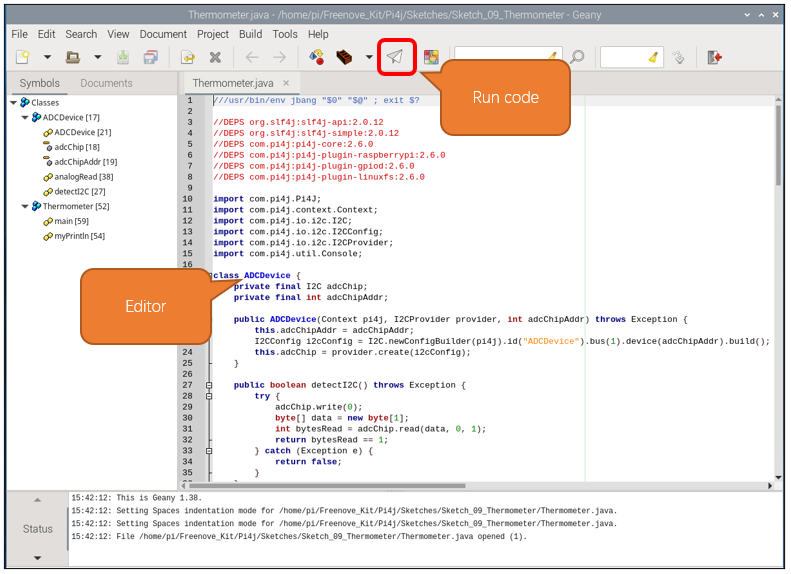 Thermometer.java - /home/pi/Freenove_Kit/Pi4j/Sketches/Sketch_09_Thermometer - Geany
File Edit Search View Document Project Build Tools Help
Run code
Symbols Documents
Thermometer.java ×
Classes
ADCDevice [17]
ADCDevice [21]
adcChip [18]
adcChipAddr [19]
analogRead [38]
detectI2C [27]
Thermometer [52]
main [59]
myPrintln [54]
Editor
1 ///usr/bin/env jbang "$0" "$@" ; exit $?
2
3 //DEPS org.slf4j:slf4j-api:2.0.12
4 //DEPS org.slf4j:slf4j-simple:2.0.12
5 //DEPS com.pi4j:pi4j-core:2.6.0
6 //DEPS com.pi4j:pi4j-plugin-raspberrypi:2.6.0
7 //DEPS com.pi4j:pi4j-plugin-gpiod:2.6.0
8 //DEPS com.pi4j:pi4j-plugin-linuxfs:2.6.0
9
10 import com.pi4j.Pi4J;
11 import com.pi4j.context.Context;
12 import com.pi4j.io.i2c.I2C;
13 import com.pi4j.io.i2c.I2CConfig;
14 import com.pi4j.io.i2c.I2CProvider;
15 import com.pi4j.util.Console;
16
class ADCDevice {
private final I2C adcChip;
private final int adcChipAddr;
public ADCDevice(Context pi4j, I2CProvider provider, int adcChipAddr) throws Exception {
this.adcChipAddr = adcChipAddr;
I2CConfig i2cConfig = I2C.newConfigBuilder(pi4j).id("ADCDevice").bus(1).device(adcChipAddr).build();
24 this.adcChip = provider.create(i2cConfig);
25 }
26
27 public boolean detectI2C() throws Exception {
28 try {
29 adcChip.write(0);
30 byte[] data = new byte[1];
31 int bytesRead = adcChip.read(data, 0, 1);
32 return bytesRead == 1;
33 } catch (Exception e) {
34 return false;
35 }
Status
15:42:12: This is Geany 1.38.
15:42:12: Setting Spaces indentation mode for /home/pi/Freenove_Kit/Pi4j/Sketches/Sketch_09_Thermometer/Thermometer.java.
15:42:12: Setting Spaces indentation mode for /home/pi/Freenove_Kit/Pi4j/Sketches/Sketch_09_Thermometer/Thermometer.java.
15:42:12: File /home/pi/Freenove_Kit/Pi4j/Sketches/Sketch_09_Thermometer/Thermometer.java opened (1).